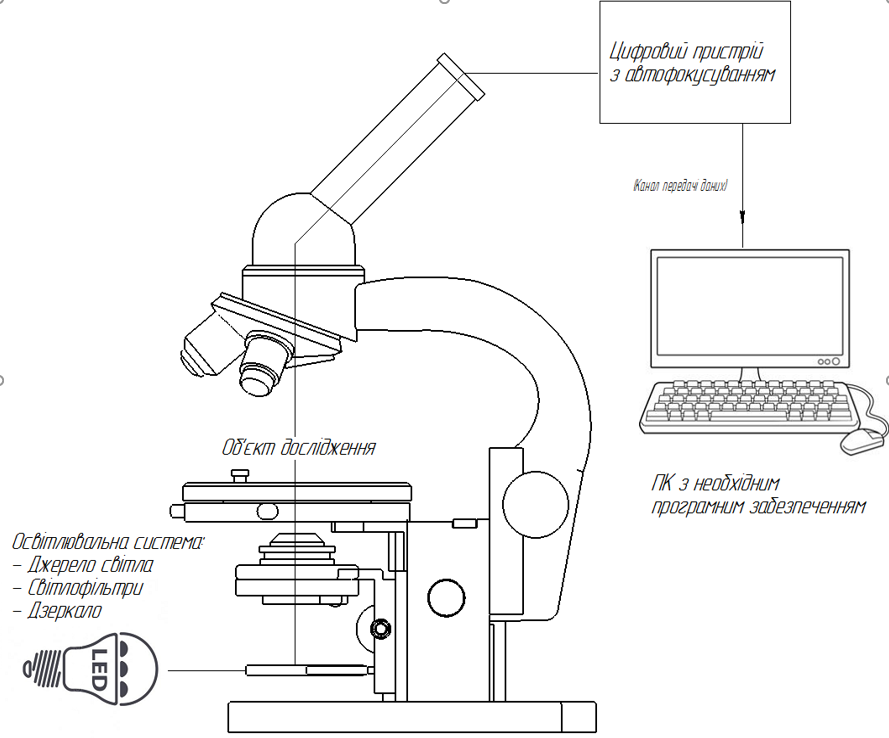 Цифровий пристрій
з автофокусуванням
(Канал передачі даних)
Об'єкт дослідження
ПК з необхідним
програмним забезпеченням
Освітлювальна система:
– Джерело світла
– Світлофільтри
– Дзеркало
LED